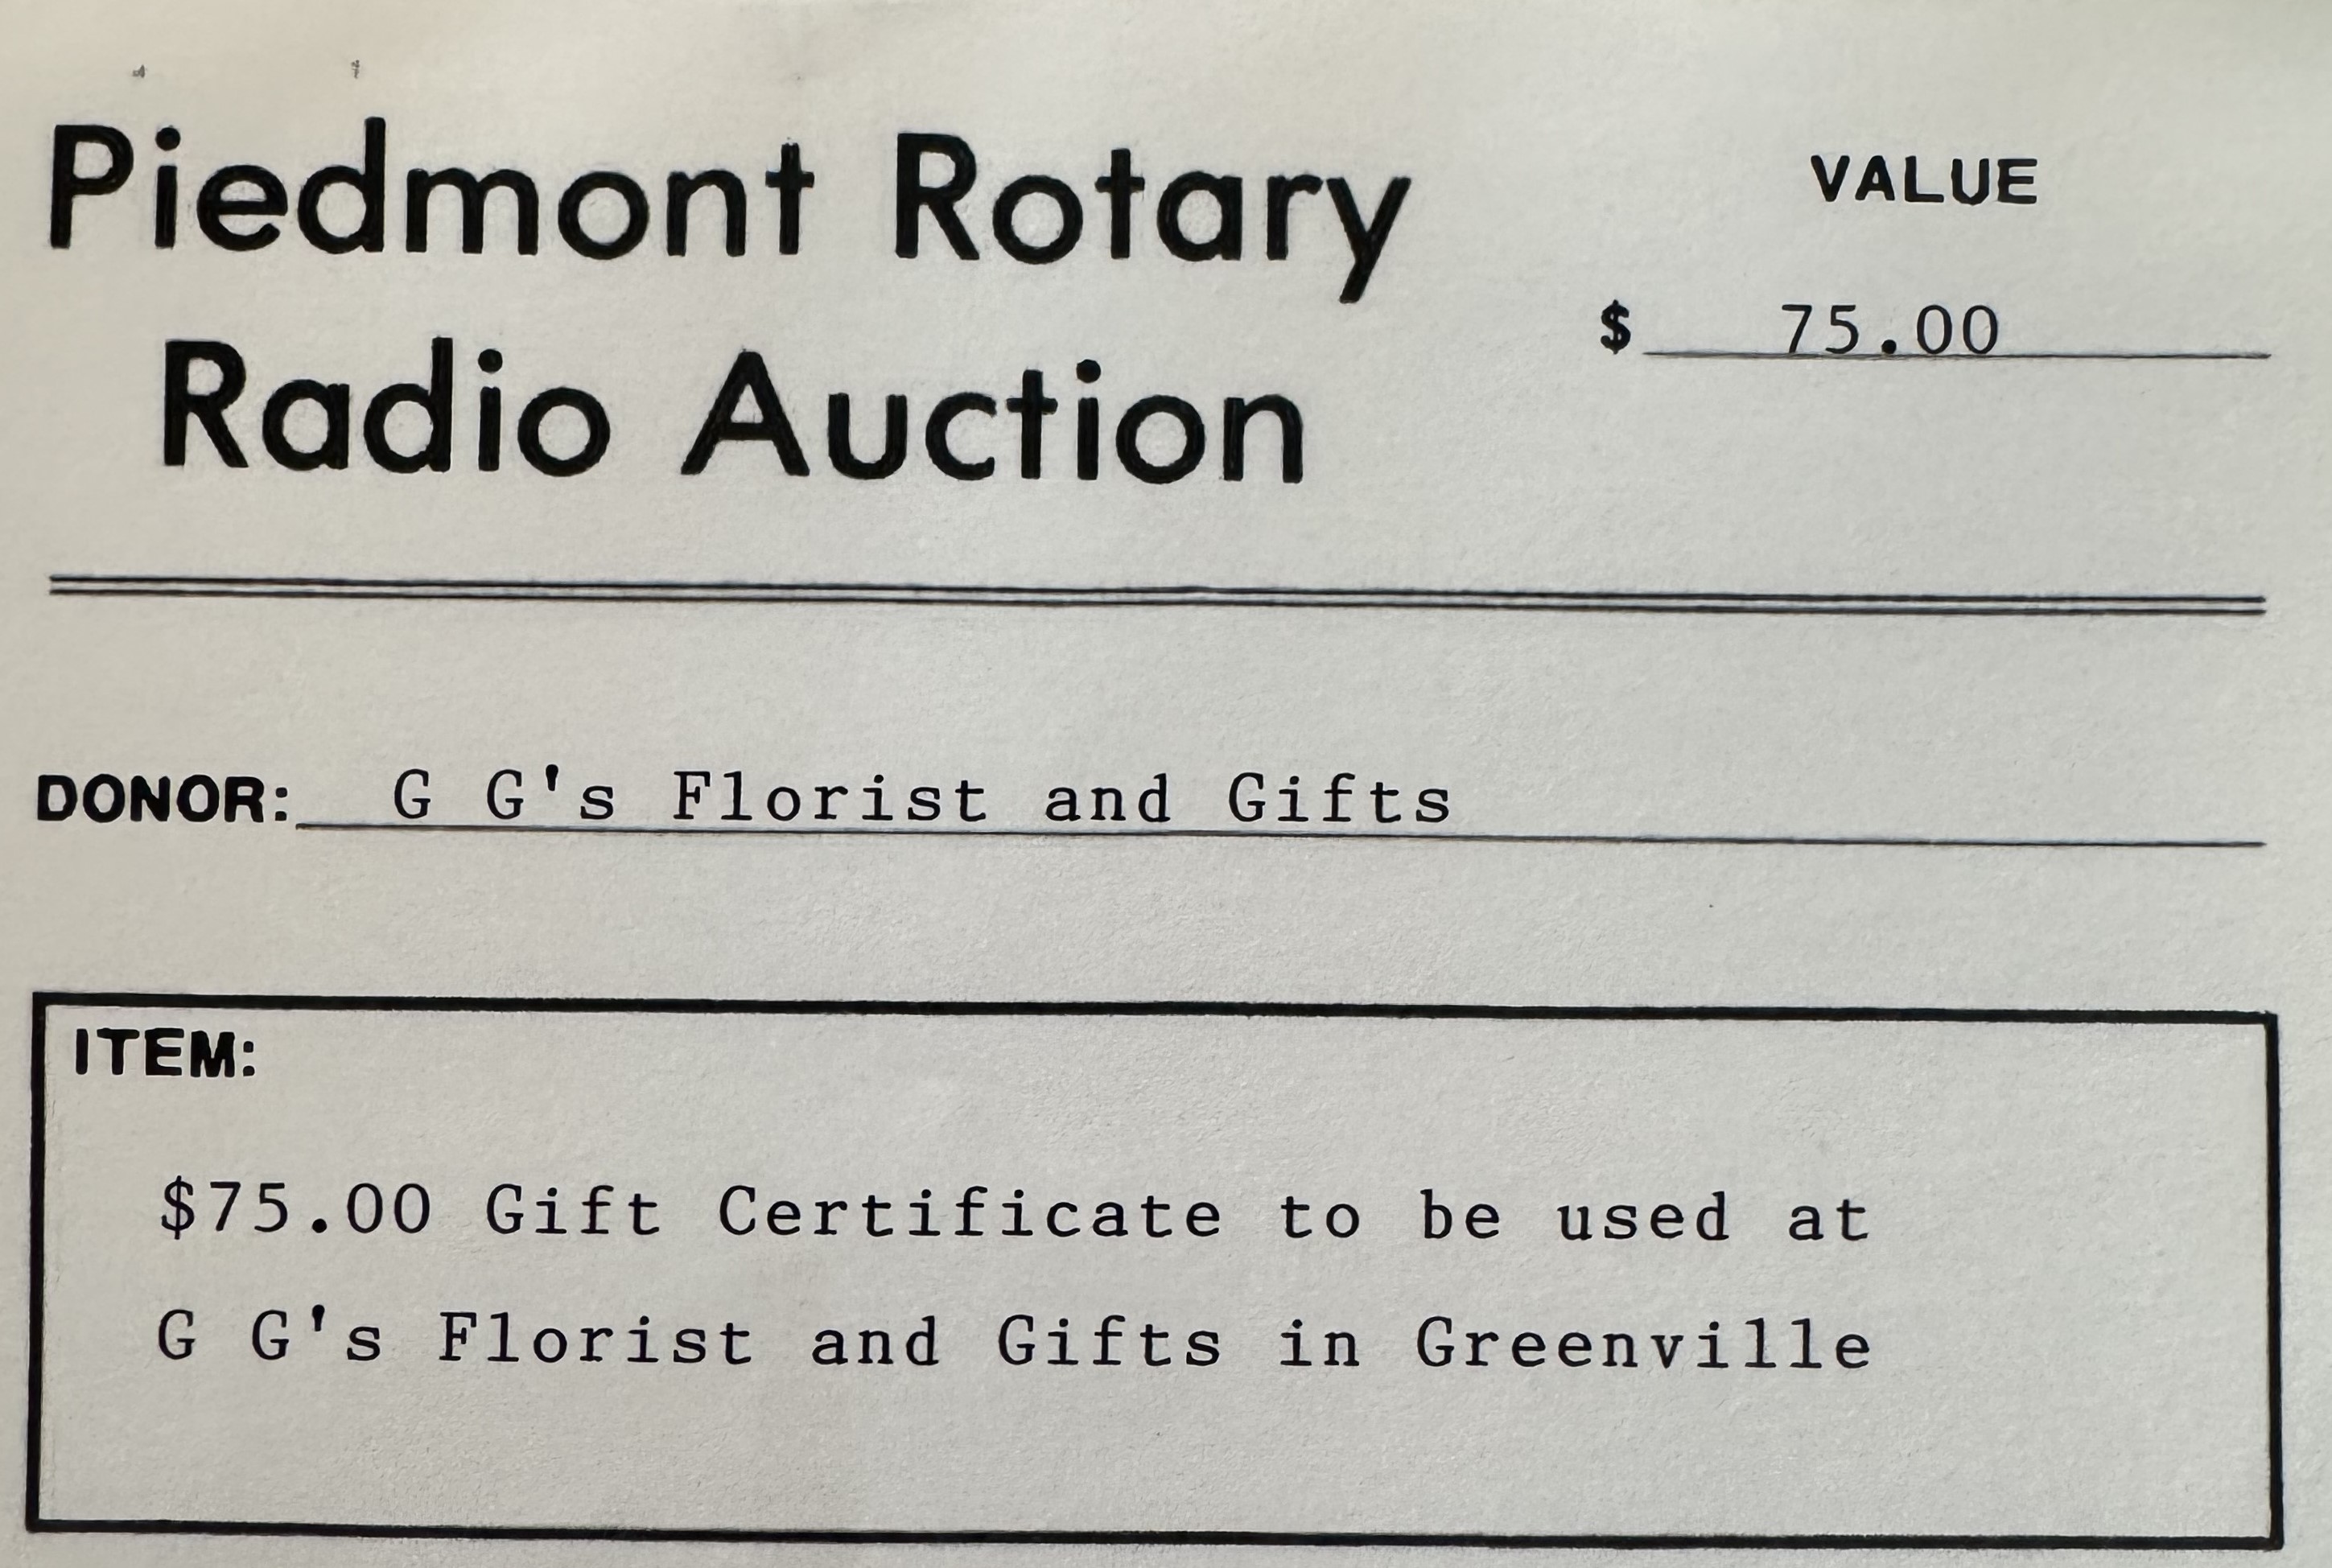 Piedmont Rotary
Radio Auction
VALUE
$ 75.00
DONOR: G G's Florist and Gifts
ITEM:
$75.00 Gift Certificate to be used at
G G's Florist and Gifts in Greenville